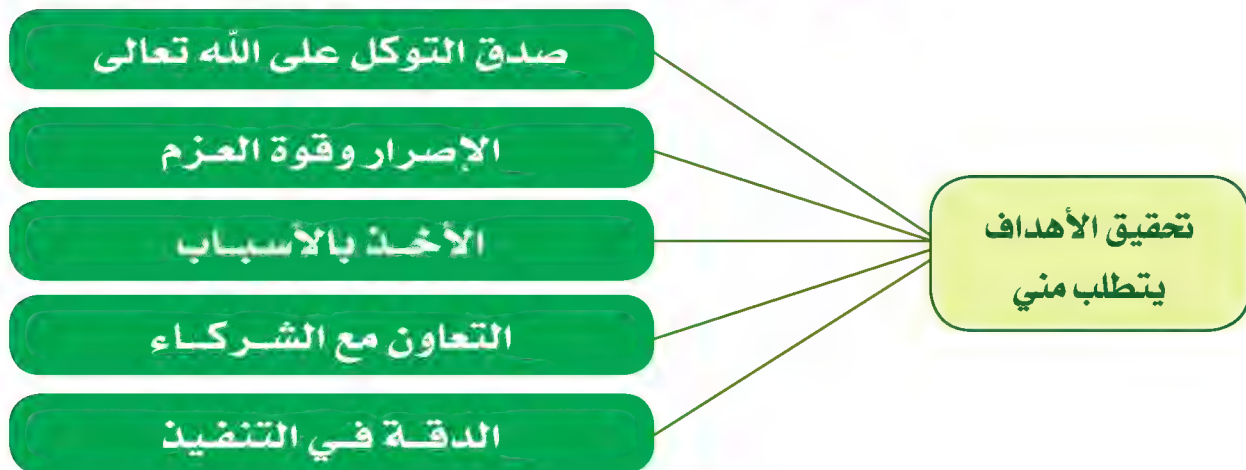 تحقيق الأهداف
يتطلب مني
صدق التوكل على الله تعالى
الإصرار وقوة العزم
الأخذ بالأسباب
التعاون مع الشركاء
الدقة في التنفيذ